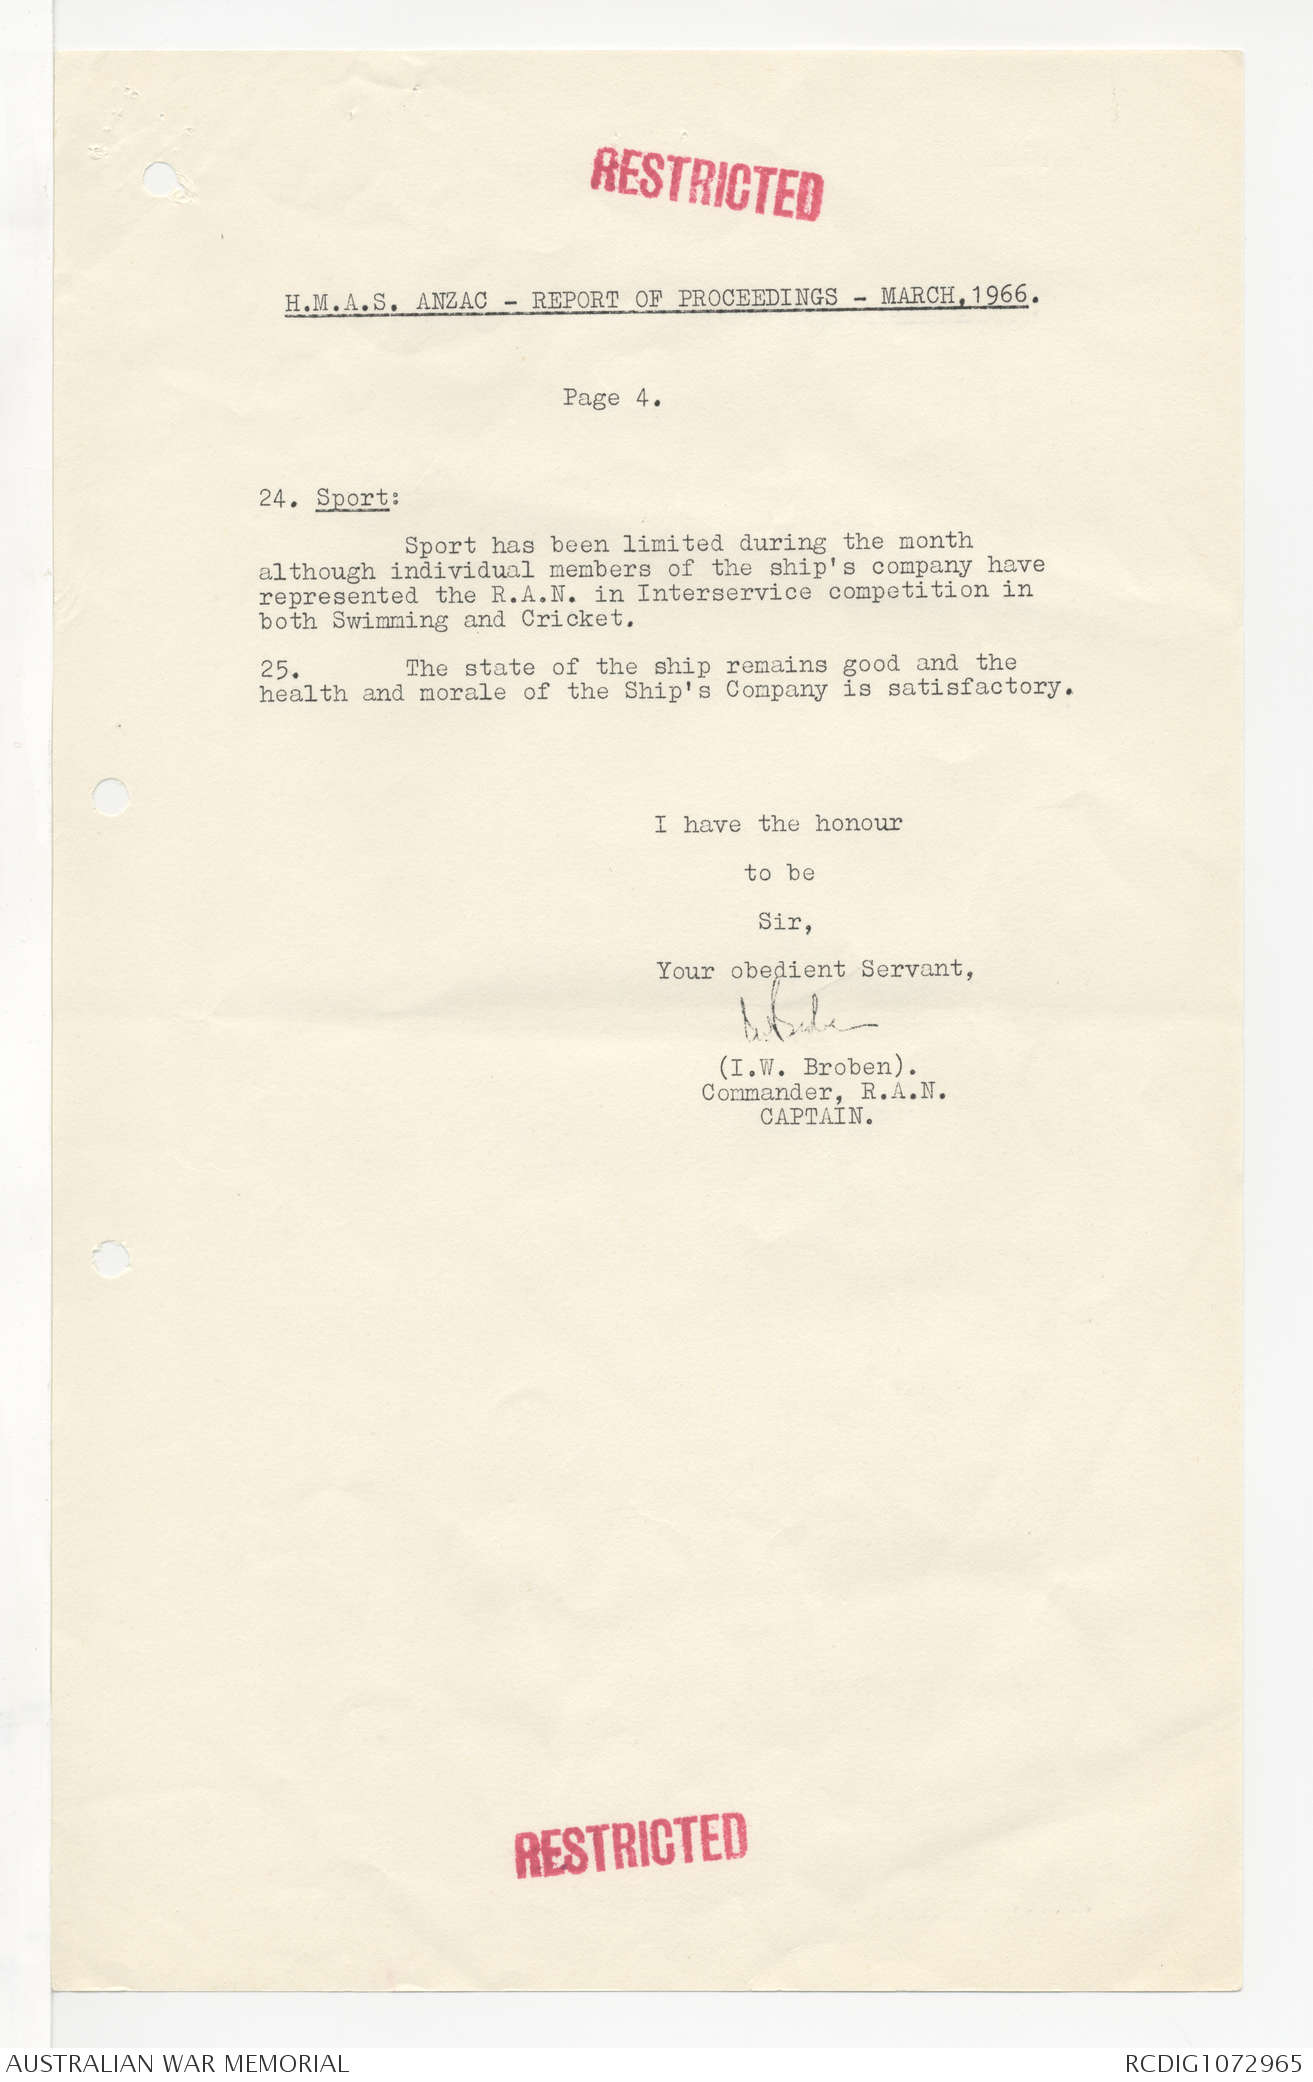 RESTRICTED
H.M.A.S. ANZAC - REPORT OF PROCEEDINGS - MARCH, 1966.
Page 4.
24. Sport:
Sport has been limited during the month
although individual members of the ship's company have
represented the R.A.N. in Interservice competition in
both Swimming and Cricket.
25. The state of the ship remains good and the
health and morale of the Ship's Company is satisfactory.
I have the honour
to be
Sir,
Your obedient Servant,
(I.W. Broben).
Commander, R.A.N.
CAPTAIN.
RESTRICTED
AUSTRALIAN WAR MEMORIAL
RCDIG1072965